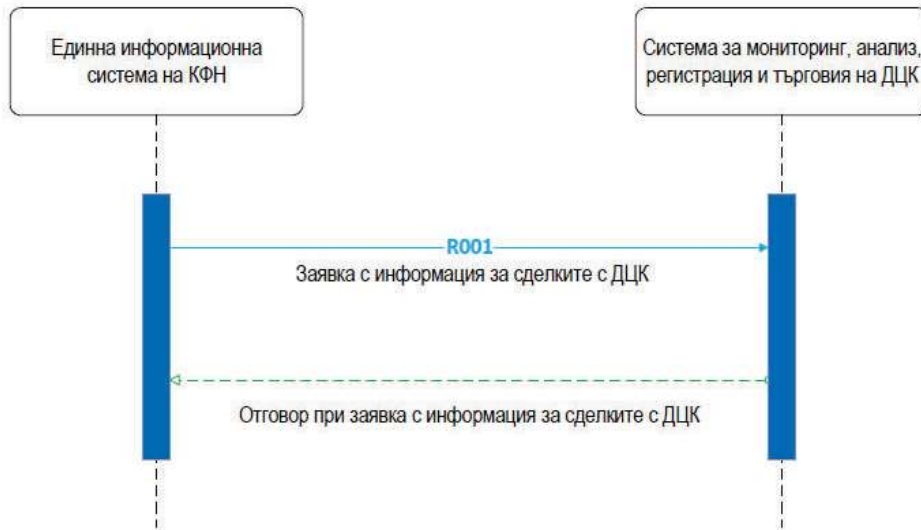 Единна информационна
система на КФН
Система за мониторинг, анализ,
регистрация и търговия на ДЦК
R001
Заявка с информация за сделките с ДЦК
Отговор при заявка с информация за сделките с ДЦК